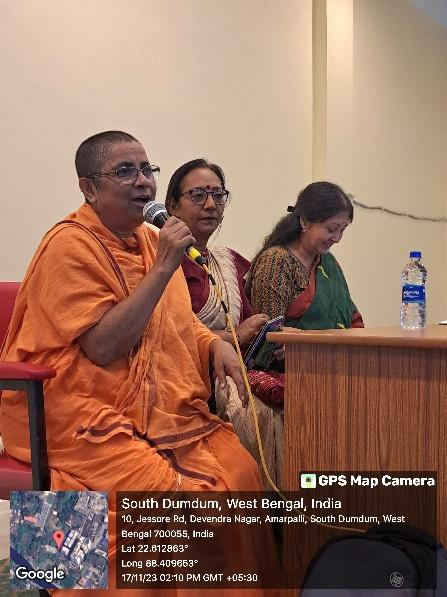 GPS Map Camera
South Dumdum, West Bengal, India
10, Jessore Rd, Devendra Nagar, Amarpalli, South Dumdum, West
Bengal 700055, India
Lat 22.612863°
Long 88.409653°
17/11/23 02:10 PM GMT +05:30
Google